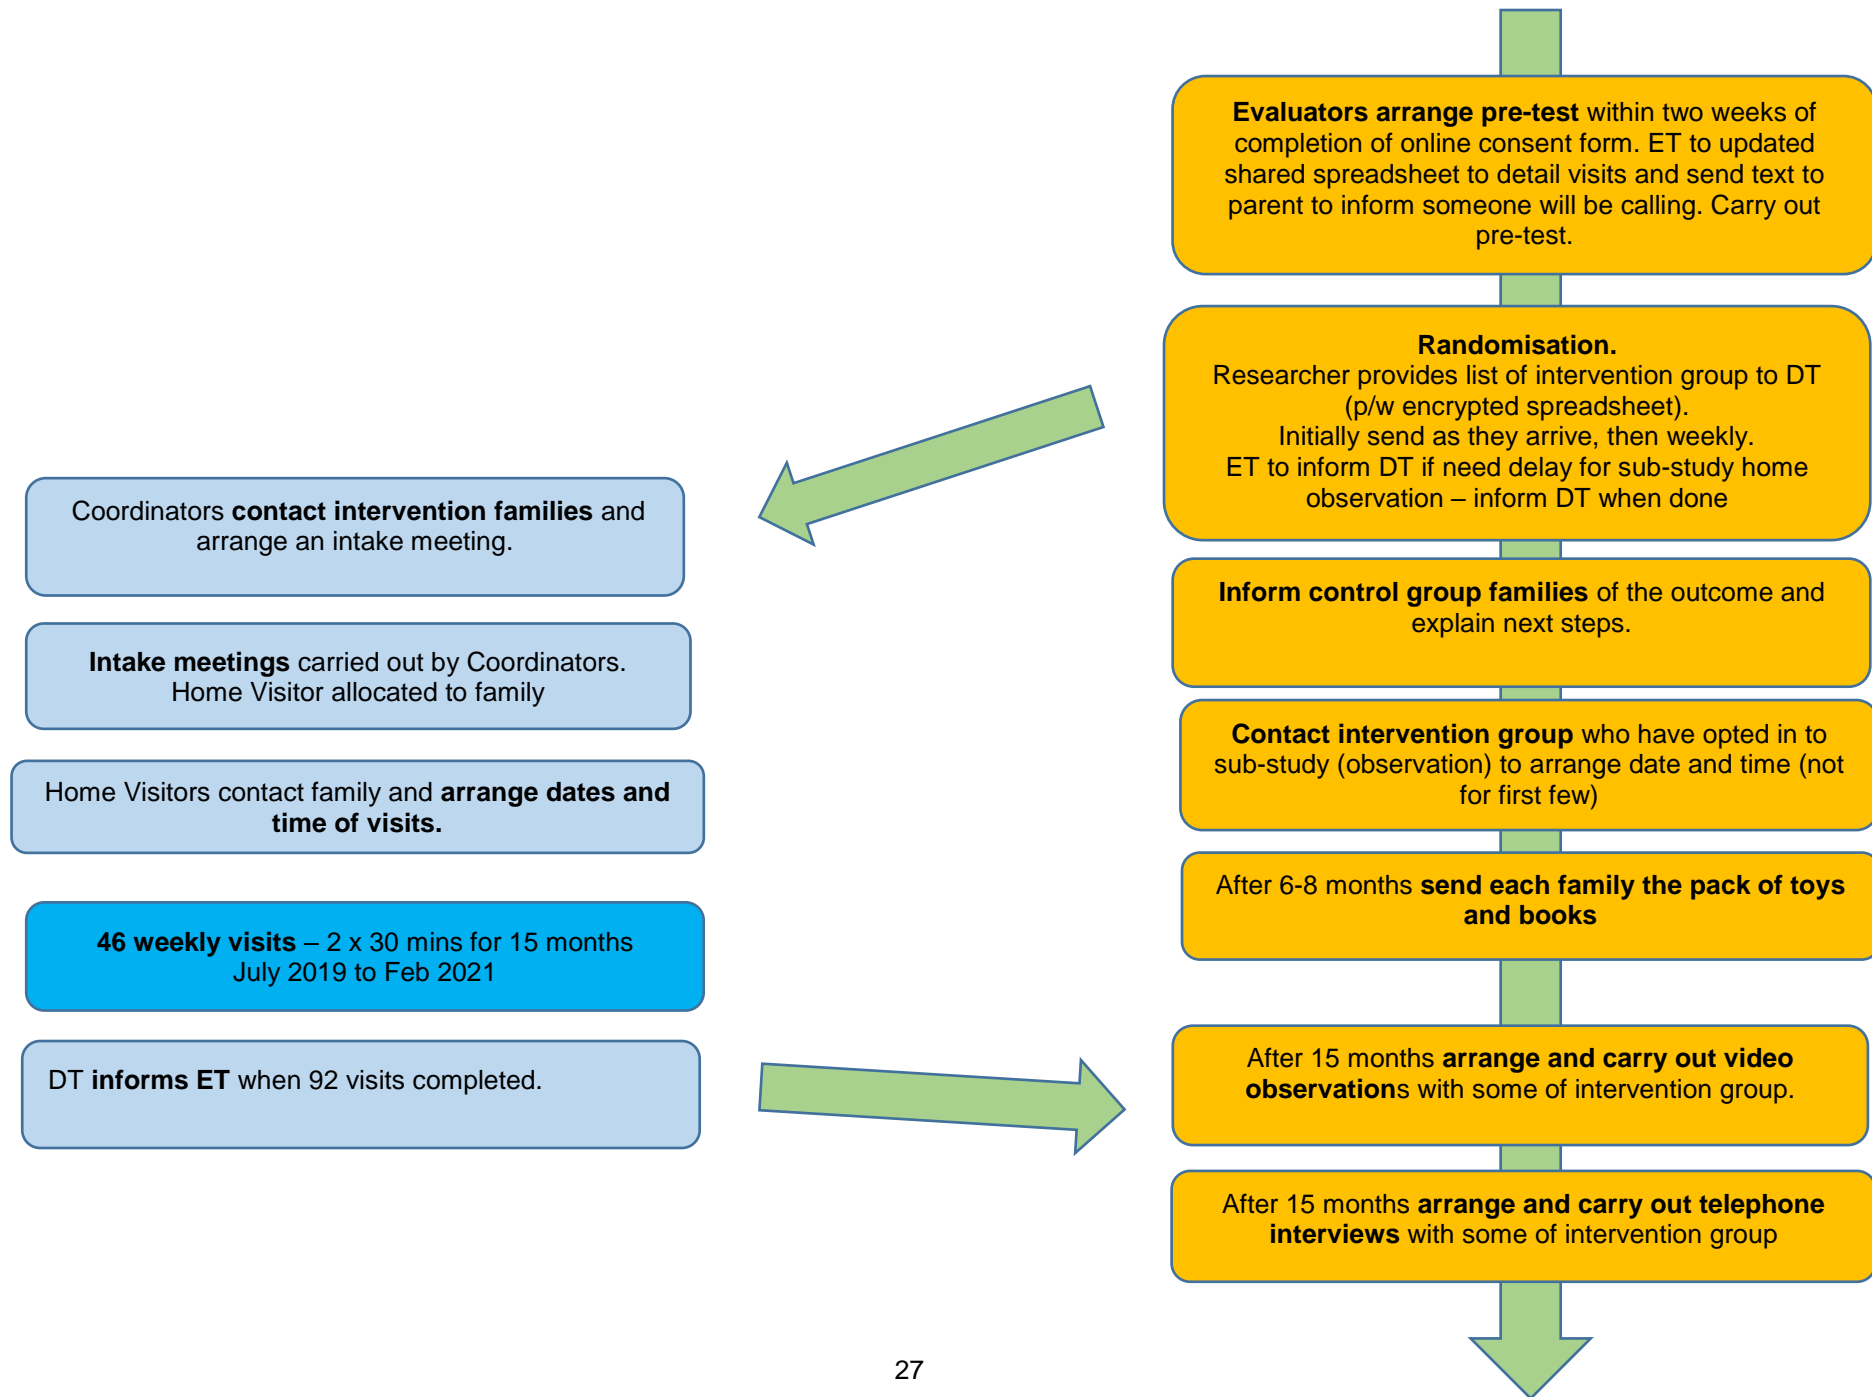 Evaluators arrange pre-test within two weeks of
completion of online consent form. ET to updated
shared spreadsheet to detail visits and send text to
parent to inform someone will be calling. Carry out
pre-test.
Randomisation.
Researcher provides list of intervention group to DT
(p/w encrypted spreadsheet).
Initially send as they arrive, then weekly.
ET to inform DT if need delay for sub-study home
observation – inform DT when done
Coordinators contact intervention families and
arrange an intake meeting.
Intake meetings carried out by Coordinators.
Home Visitor allocated to family
Home Visitors contact family and arrange dates and
time of visits.
46 weekly visits – 2 x 30 mins for 15 months
July 2019 to Feb 2021
DT informs ET when 92 visits completed.
Inform control group families of the outcome and
explain next steps.
Contact intervention group who have opted in to
sub-study (observation) to arrange date and time (not
for first few)
After 6-8 months send each family the pack of toys
and books
After 15 months arrange and carry out video
observations with some of intervention group.
After 15 months arrange and carry out telephone
interviews with some of intervention group
27